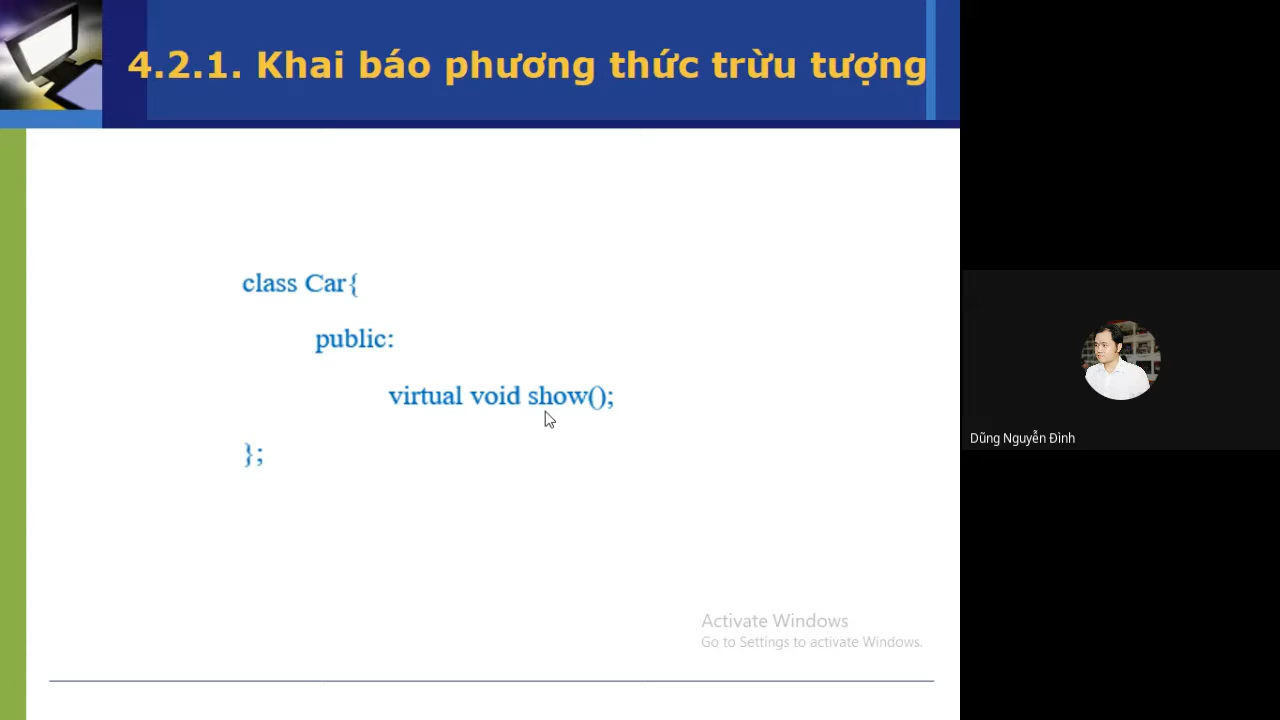 4.2.1. Khai báo phương thức trừu tượng
class Car{
public:
virtual void show();
};
Activate Windows
Go to Settings to activate Windows.
Dũng Nguyễn Đình